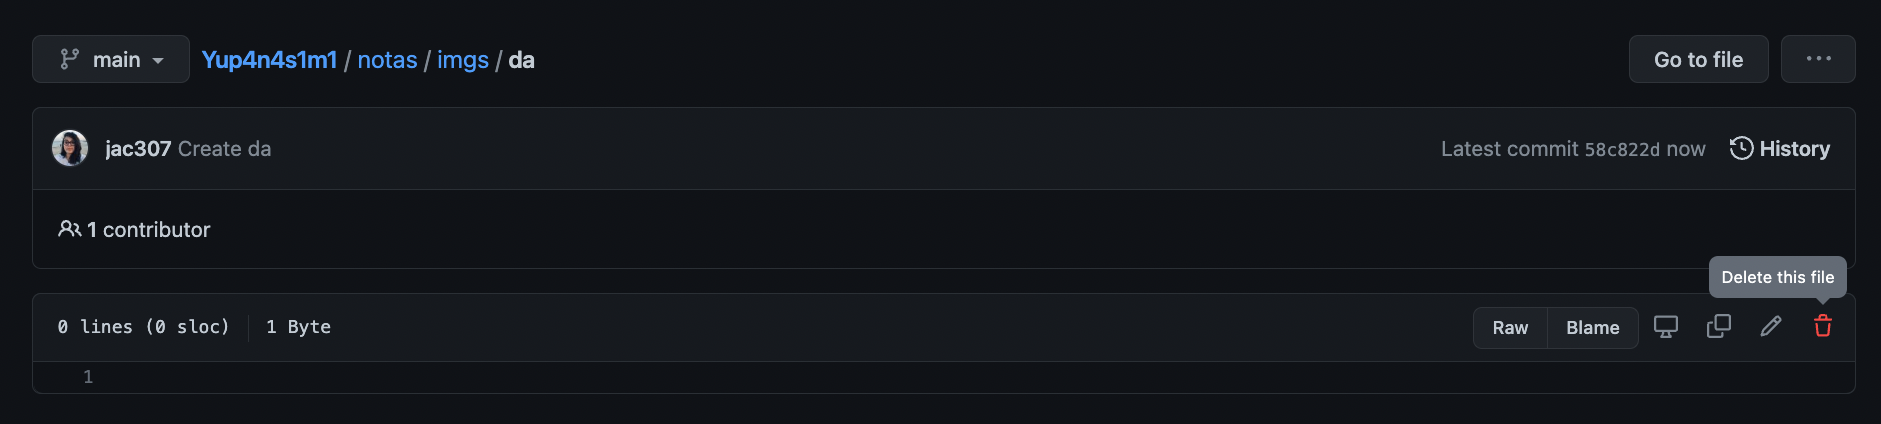 main Yup4n4s1m1 / notas / imgs / da Go to file ...
jac307 Create da Latest commit 58c822d now History
1 contributor
Delete this file
0 lines (0 sloc) 1 Byte Raw Blame
1